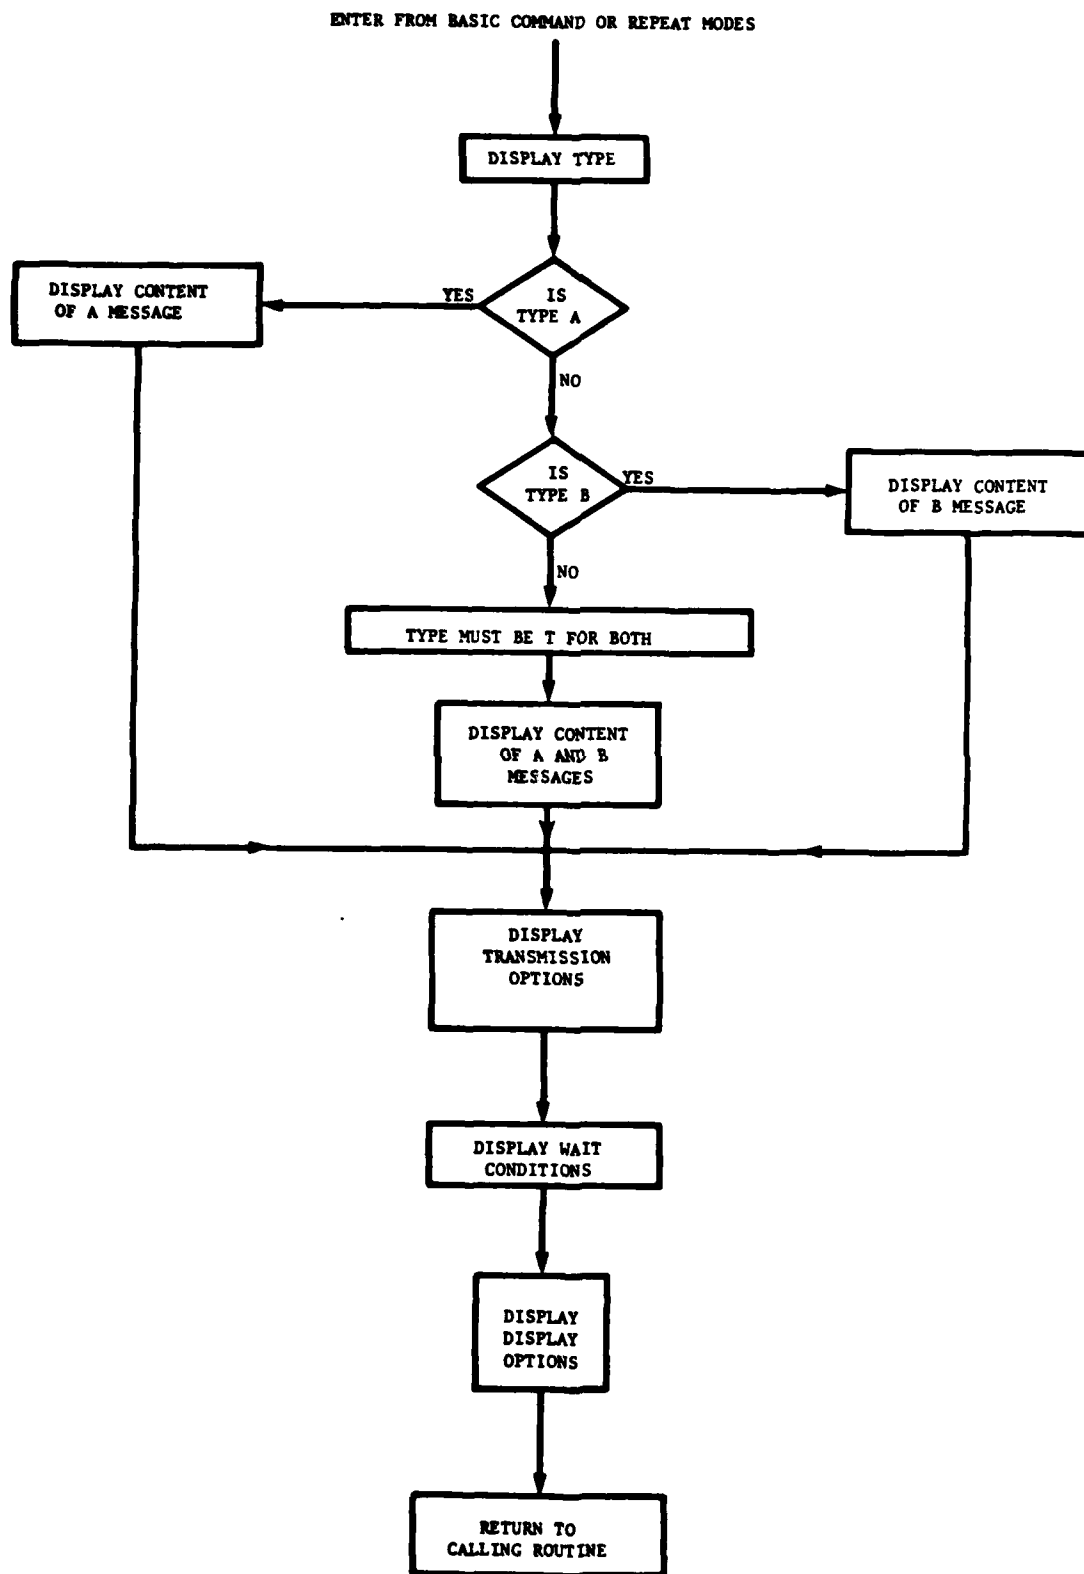 ENTER FROM BASIC COMMAND OR REPEAT MODES
DISPLAY TYPE
DISPLAY CONTENT
OF A MESSAGE
YES
IS
TYPE A
NO
IS
TYPE B
YES
DISPLAY CONTENT
OF B MESSAGE
NO
TYPE MUST BE T FOR BOTH
DISPLAY CONTENT
OF A AND B
MESSAGES
DISPLAY
TRANSMISSION
OPTIONS
DISPLAY WAIT
CONDITIONS
DISPLAY
DISPLAY
OPTIONS
RETURN TO
CALLING ROUTINE